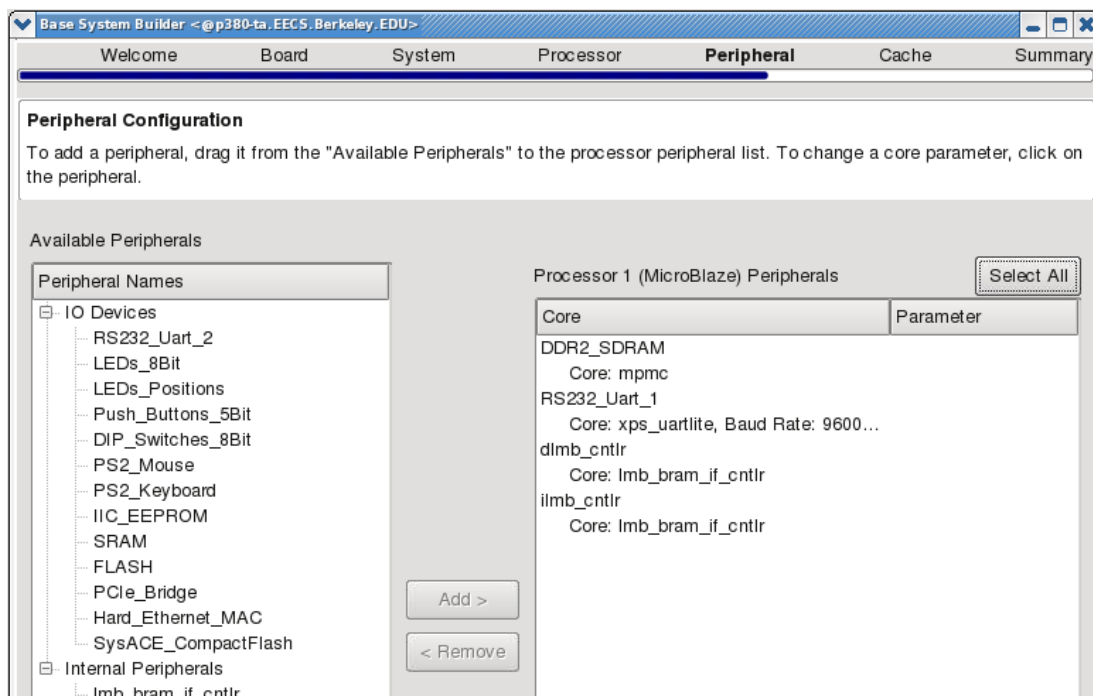 Base System Builder <@p380-ta.EECS.Berkeley.EDU>
Welcome Board System Processor Peripheral Cache Summary
Peripheral Configuration
To add a peripheral, drag it from the "Available Peripherals" to the processor peripheral list. To change a core parameter, click on
the peripheral.
Available Peripherals
Peripheral Names
IO Devices
RS232_Uart_2
LEDs_8Bit
LEDs_Positions
Push_Buttons_5Bit
DIP_Switches_8Bit
PS2_Mouse
PS2_Keyboard
IIC_EEPROM
SRAM
FLASH
PCIe_Bridge
Hard_Ethernet_MAC
SysACE_CompactFlash
Internal Peripherals
lmb_bram_if_cntlr
Add >
< Remove
Processor 1 (MicroBlaze) Peripherals
Select All
Core Parameter
DDR2_SDRAM
Core: mpmc
RS232_Uart_1
Core: xps_uartlite, Baud Rate: 9600...
dlmb_cntlr
Core: lmb_bram_if_cntlr
ilmb_cntlr
Core: lmb_bram_if_cntlr